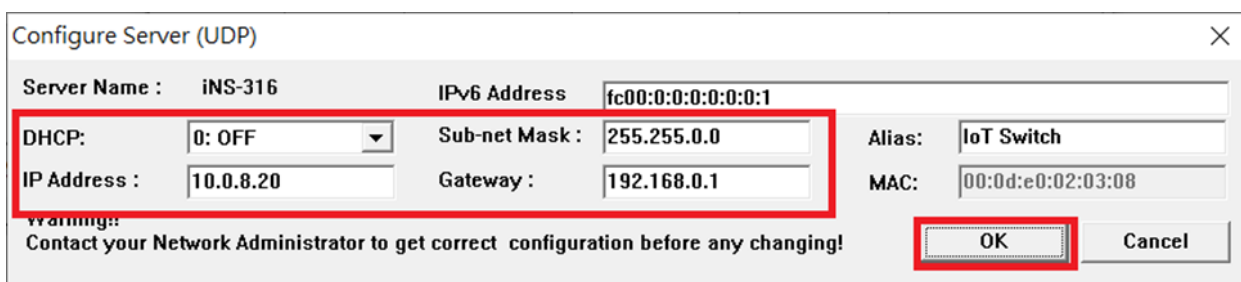 Configure Server (UDP)
Server Name : iNS-316 IPv6 Address fc00:0:0:0:0:0:0:1
DHCP: 0: OFF Sub-net Mask : 255.255.0.0 Alias: IoT Switch
IP Address : 10.0.8.20 Gateway : 192.168.0.1 MAC: 00:0d:e0:02:03:08
Warning!!
Contact your Network Administrator to get correct configuration before any changing! OK Cancel